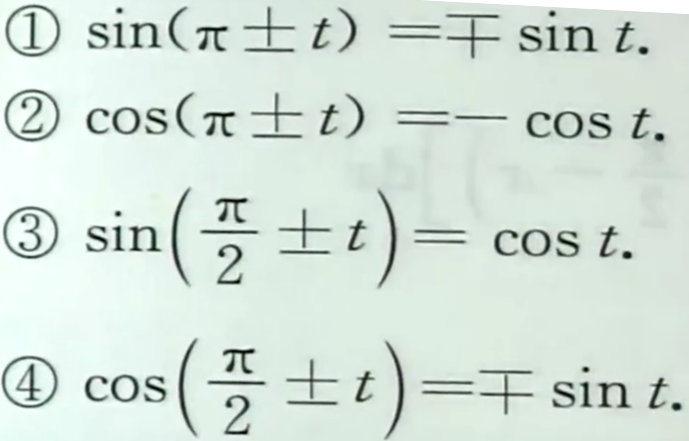 ① sin(π ± t) = ∓ sin t.
② cos(π ± t) = − cos t.
③ sin(π/2 ± t) = cos t.
④ cos(π/2 ± t) = ∓ sin t.